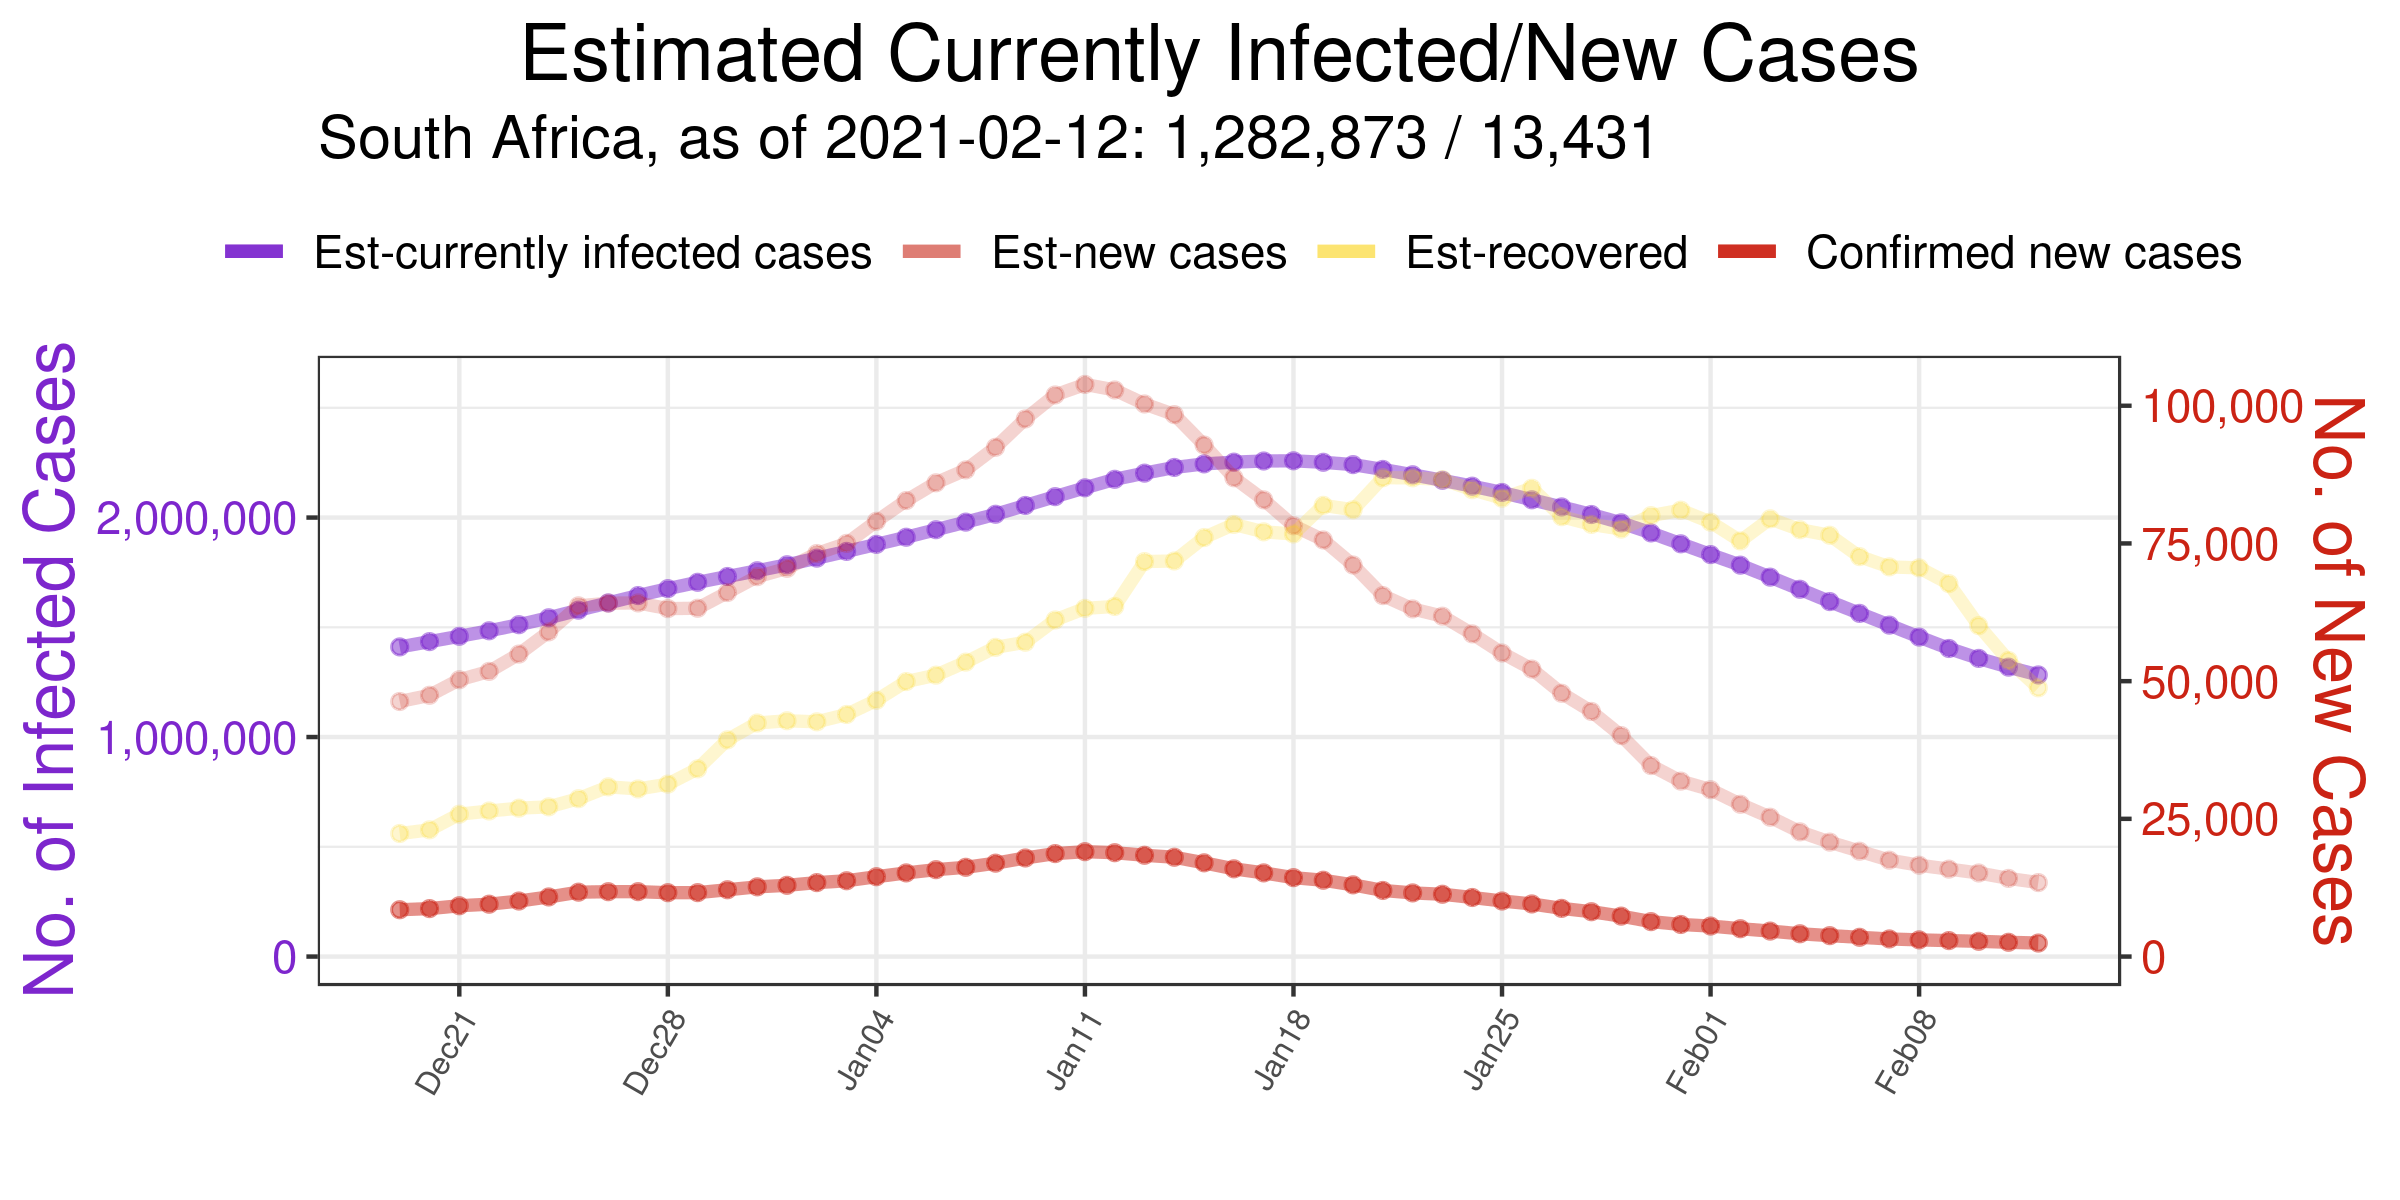 Estimated Currently Infected/New Cases
South Africa, as of 2021-02-12: 1,282,873 / 13,431
Est-currently infected cases Est-new cases Est-recovered Confirmed new cases
No. of Infected Cases
2,000,000
1,000,000
0
100,000
75,000
50,000
25,000
0
No. of New Cases
Dec21 Dec28 Jan04 Jan11 Jan18 Jan25 Feb01 Feb08